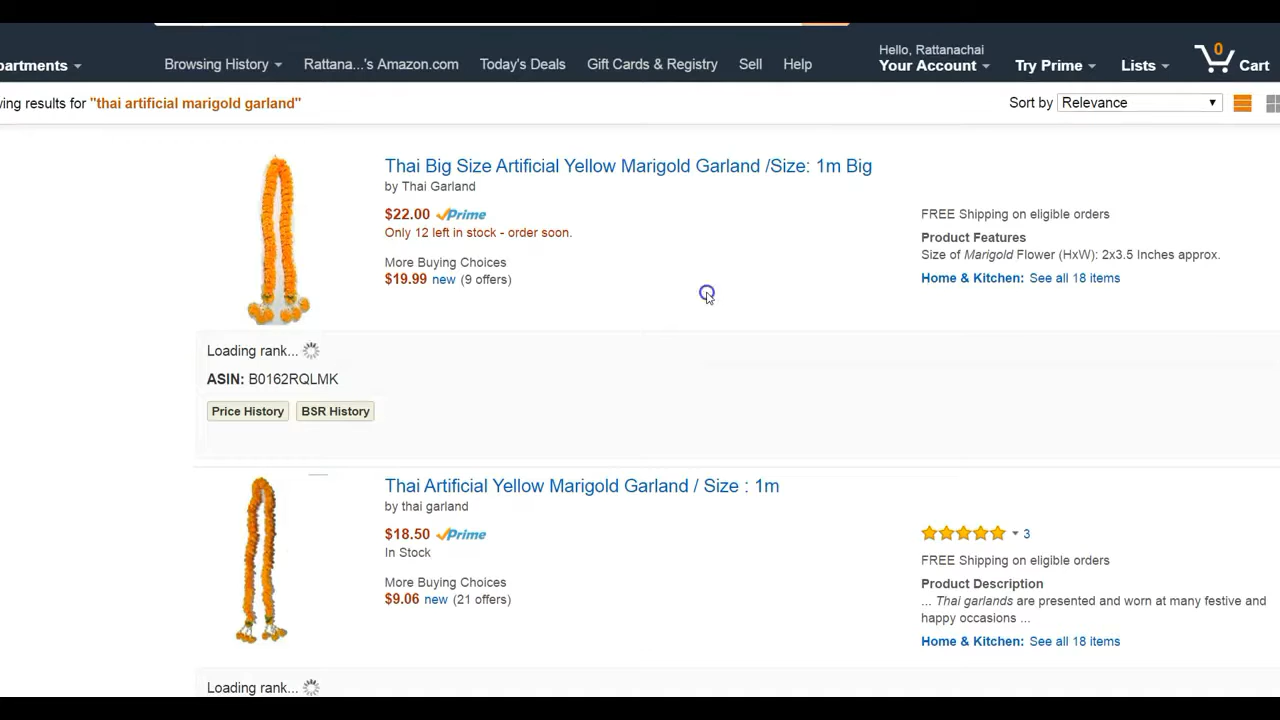 Hello, Rattanachai
0
partments
Browsing History
Rattana...'s Amazon.com
Today's Deals
Gift Cards & Registry
Sell
Help
Your Account
Try Prime
Lists
Cart
ing results for "thai artificial marigold garland"
Sort by
Relevance
Thai Big Size Artificial Yellow Marigold Garland /Size: 1m Big
by Thai Garland
$22.00 Prime
Only 12 left in stock - order soon.
More Buying Choices
$19.99 new (9 offers)
FREE Shipping on eligible orders
Product Features
Size of Marigold Flower (HxW): 2x3.5 Inches approx.
Home & Kitchen: See all 18 items
Loading rank...
ASIN: B0162RQLMK
Price History
BSR History
Thai Artificial Yellow Marigold Garland / Size : 1m
by thai garland
$18.50 Prime
In Stock
More Buying Choices
$9.06 new (21 offers)
3
FREE Shipping on eligible orders
Product Description
... Thai garlands are presented and worn at many festive and
happy occasions ...
Home & Kitchen: See all 18 items
Loading rank...